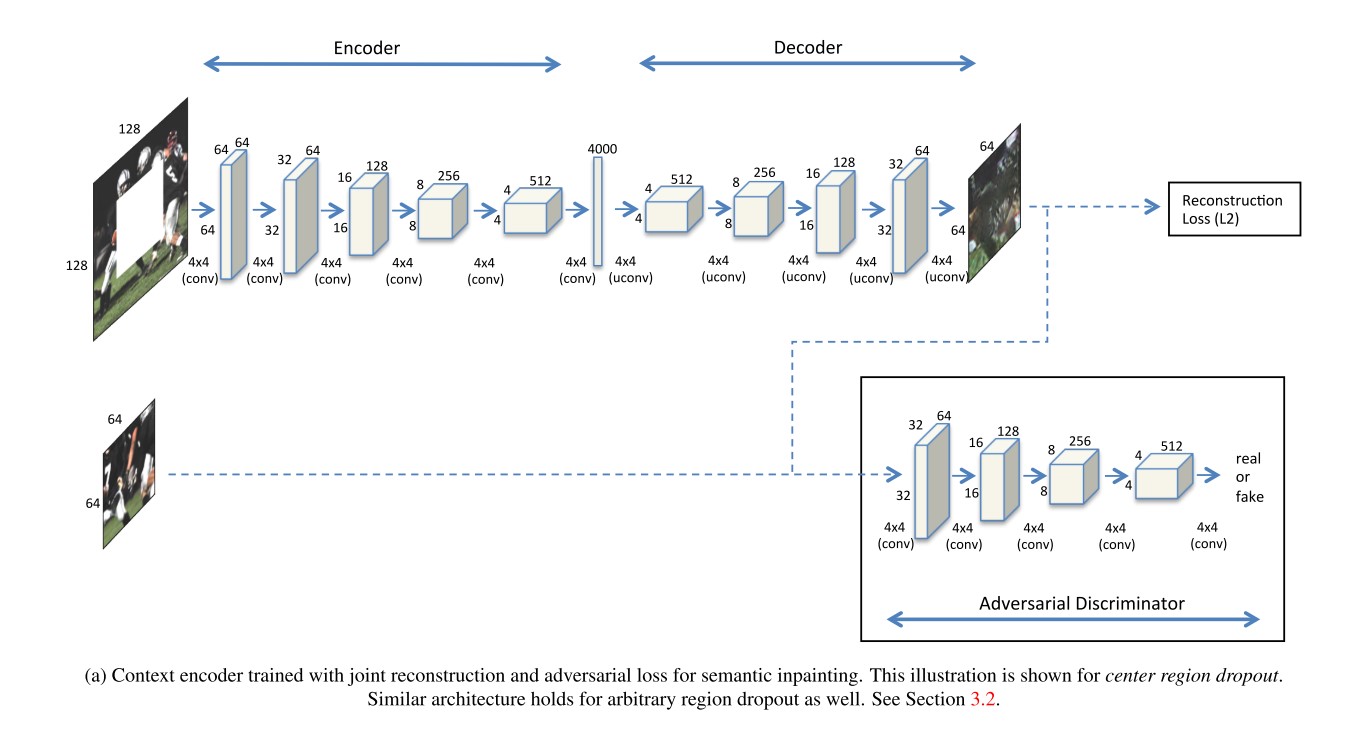 Encoder
Decoder
128
128
64 64
64
4x4
(conv)
32 64
32
4x4
(conv)
16 128
16
4x4
(conv)
8 256
8
4x4
(conv)
4 512
4
4x4
(conv)
4000
4x4
(conv)
4 512
4
4x4
(uconv)
8 256
8
4x4
(uconv)
16 128
16
4x4
(uconv)
32 64
32
4x4
(uconv)
64
64
4x4
(uconv)
Reconstruction
Loss (L2)
64
64
32 64
32
4x4
(conv)
16 128
16
4x4
(conv)
8 256
8
4x4
(conv)
4 512
4
4x4
(conv)
4x4
(conv)
real
or
fake
Adversarial Discriminator
(a) Context encoder trained with joint reconstruction and adversarial loss for semantic inpainting. This illustration is shown for center region dropout.
Similar architecture holds for arbitrary region dropout as well. See Section 3.2.